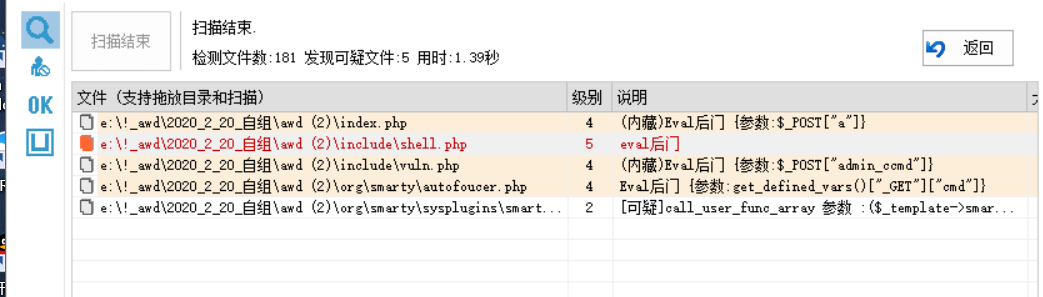 扫描结束
扫描结束.
检测文件数:181 发现可疑文件:5 用时:1.39秒
返回
OK
文件 (支持拖放目录和扫描) 级别 说明
e:\!_awd\2020_2_20_自组\awd (2)\index.php 4 (内藏)Eval后门 {参数:$_POST["a"]}
e:\!_awd\2020_2_20_自组\awd (2)\include\shell.php 5 eval后门
e:\!_awd\2020_2_20_自组\awd (2)\include\vuln.php 4 (内藏)Eval后门 {参数:$_POST["admin_ccmd"]}
e:\!_awd\2020_2_20_自组\awd (2)\org\smarty\autofoucer.php 4 Eval后门 {参数:get_defined_vars()["_GET"]["cmd"]}
e:\!_awd\2020_2_20_自组\awd (2)\org\smarty\sysplugins\smart... 2 [可疑]call_user_func_array 参数 :($_template->smar...